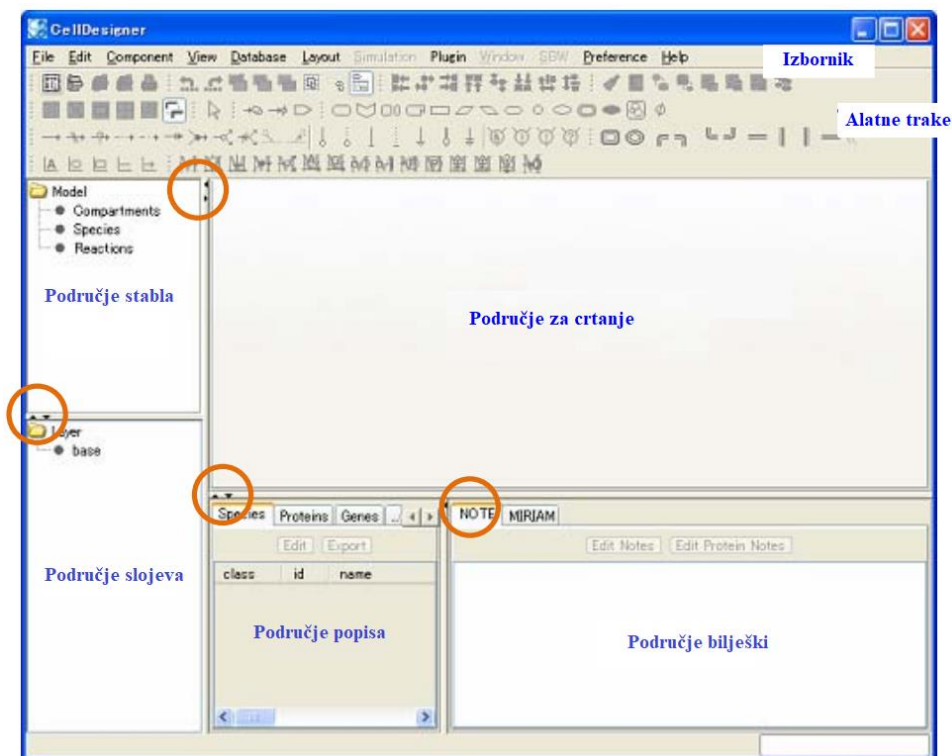 CellDesigner
File Edit Component View Database Layout Simulation Plugin Window SBW Preference Help
Izbornik
Alatne trake
Model
Compartments
Species
Reactions
Područje stabla
Područje za crtanje
Layer
base
Područje slojeva
Species Proteins Genes ...
Edit Export
class id name
Područje popisa
NOTE MIRIAM
Edit Notes Edit Protein Notes
Područje bilješki